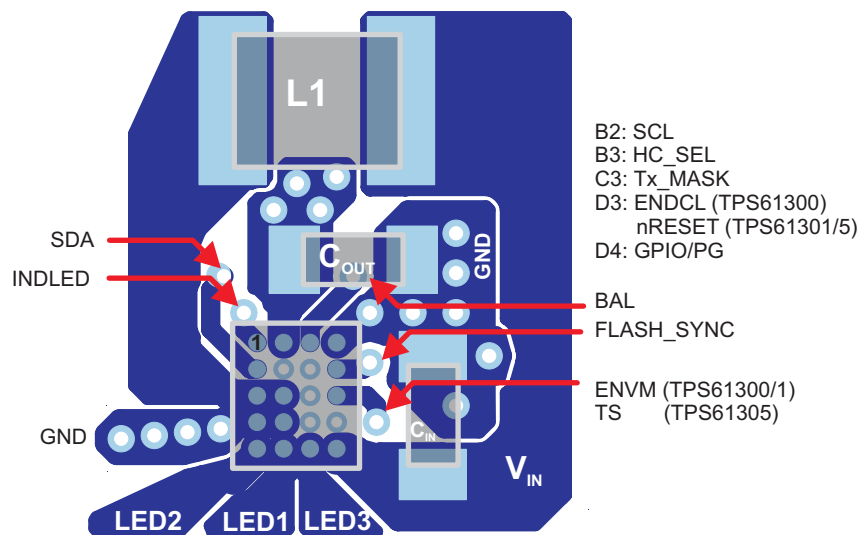 L1
B2: SCL
B3: HC_SEL
C3: Tx_MASK
D3: ENDCL (TPS61300)
nRESET (TPS61301/5)
D4: GPIO/PG
SDA
INDLED
COUT
GND
BAL
FLASH_SYNC
1
ENVM (TPS61300/1)
TS (TPS61305)
GND
CIN
VIN
LED2
LED1
LED3